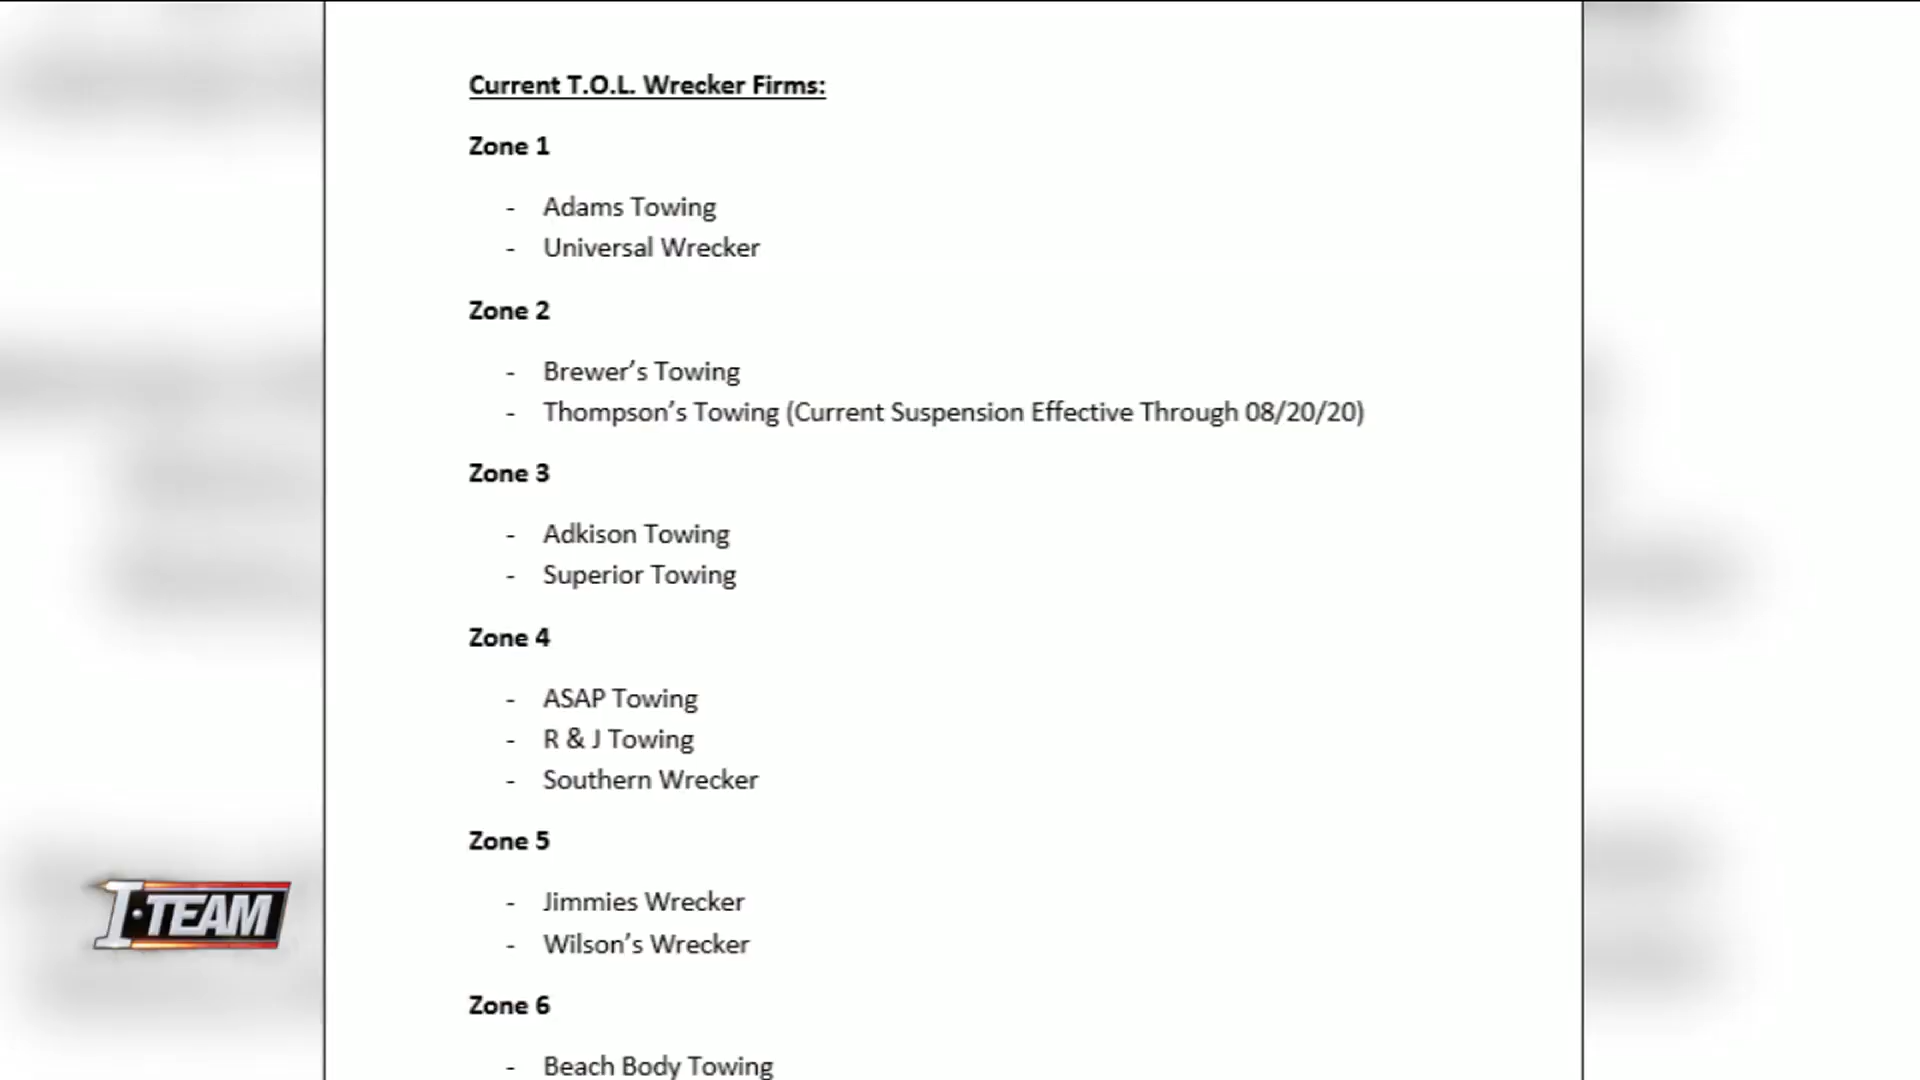 Current T.O.L. Wrecker Firms:
Zone 1
- Adams Towing
- Universal Wrecker
Zone 2
- Brewer’s Towing
- Thompson’s Towing (Current Suspension Effective Through 08/20/20)
Zone 3
- Adkison Towing
- Superior Towing
Zone 4
- ASAP Towing
- R & J Towing
- Southern Wrecker
Zone 5
- Jimmies Wrecker
- Wilson’s Wrecker
Zone 6
- Beach Body Towing
I·TEAM